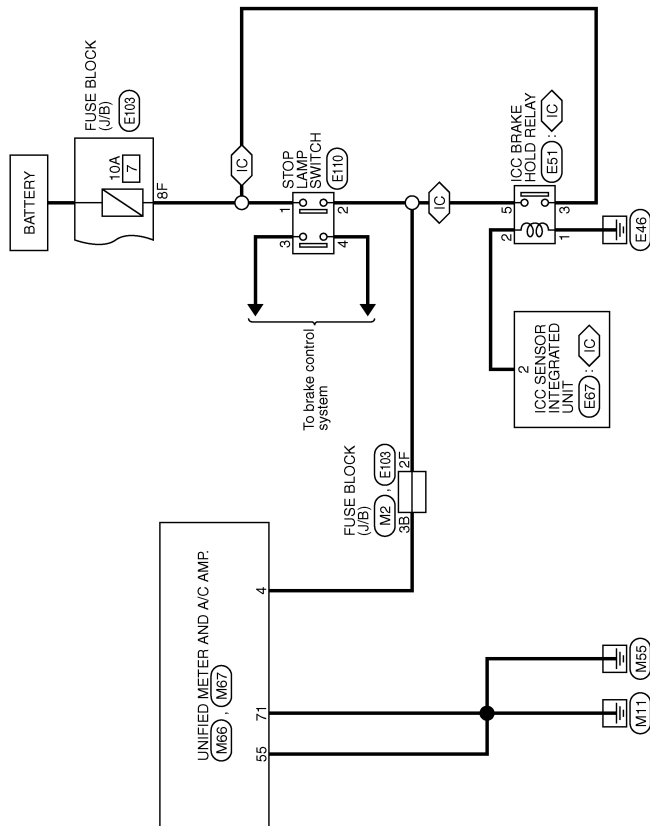 BATTERY
FUSE BLOCK
(J/B)
E103
10A
7
8F
IC
STOP
LAMP
SWITCH
E110
1
2
3
4
To brake control
system
IC
ICC BRAKE
HOLD RELAY
E51 : IC
5
3
2
1
E46
2
ICC SENSOR
INTEGRATED
UNIT
E67 : IC
FUSE BLOCK
(J/B)
M2 , E103
3B
2F
UNIFIED METER AND A/C AMP.
M66 , M67
4
71
55
M55
M11